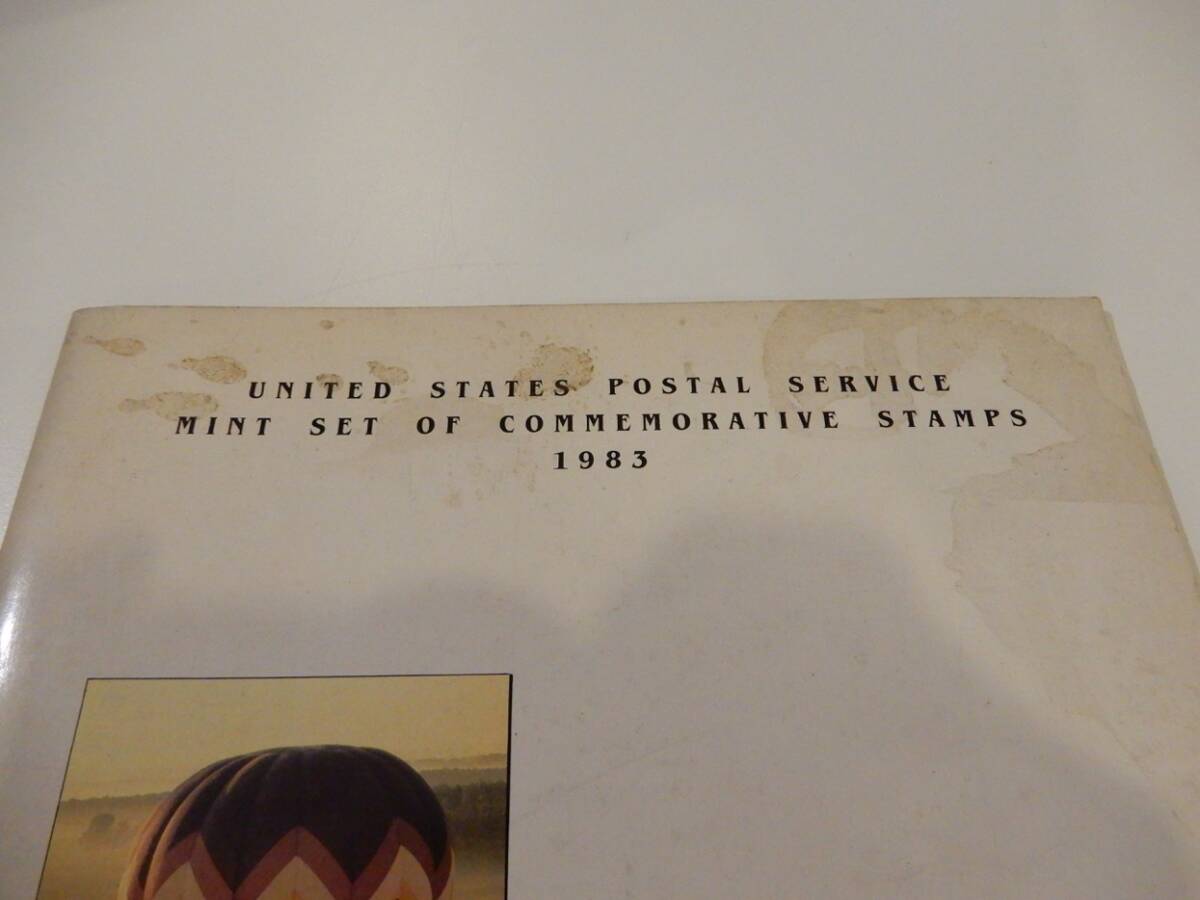 UNITED STATES POSTAL SERVICE
MINT SET OF COMMEMORATIVE STAMPS
1983